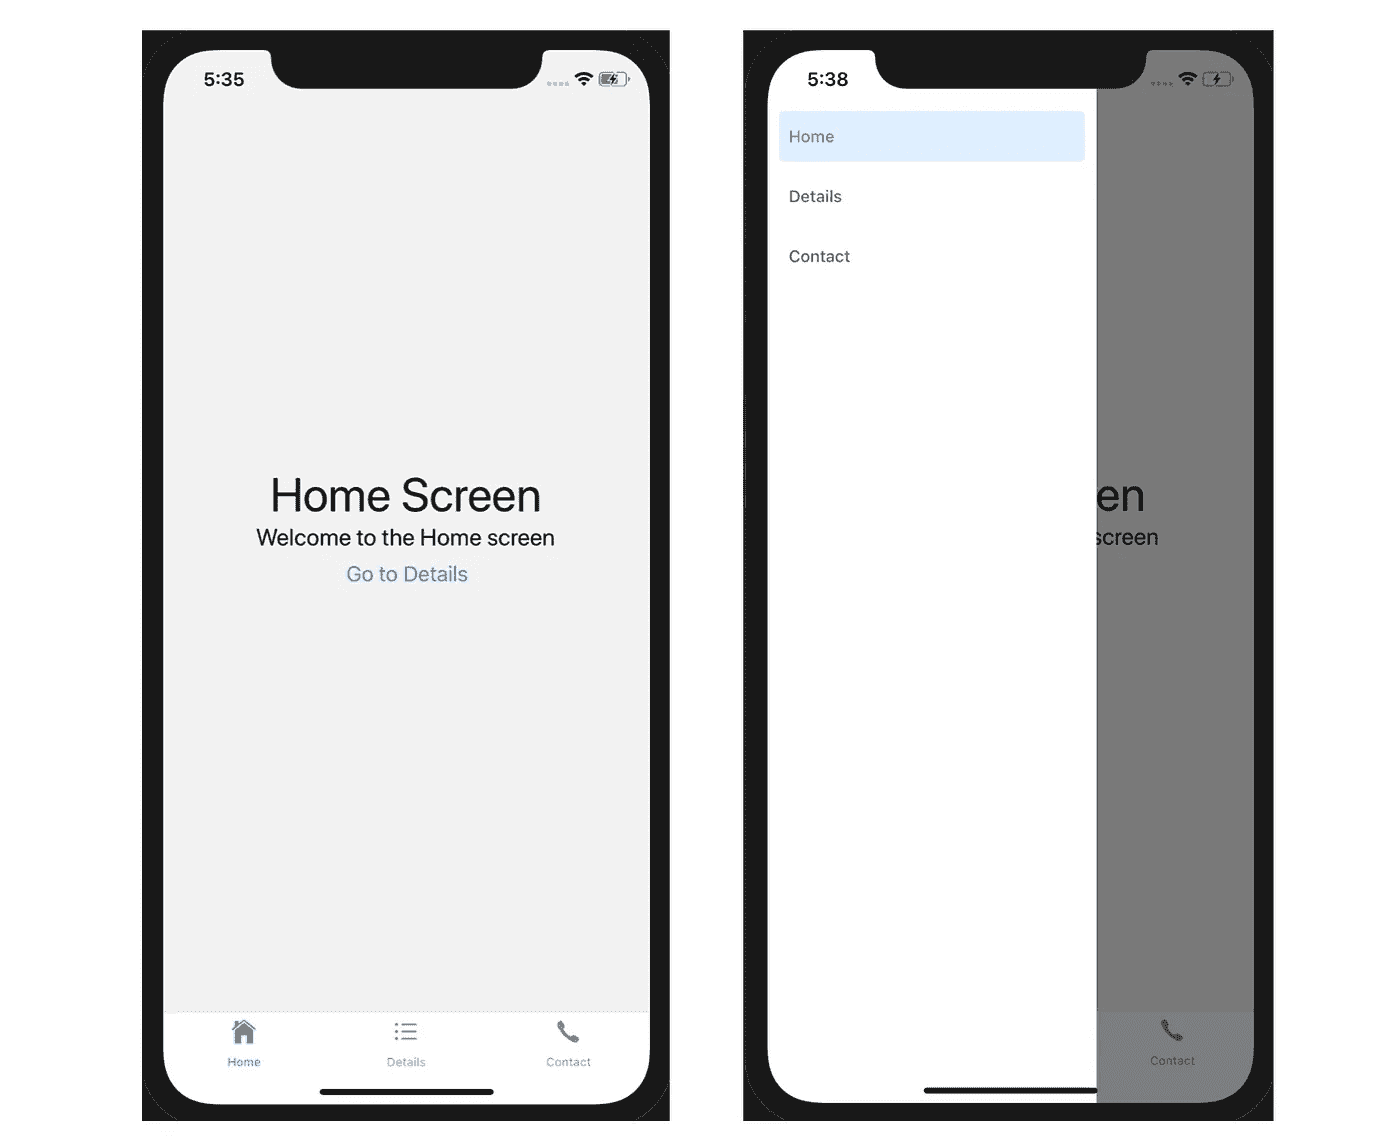 5:35
Home Screen
Welcome to the Home screen
Go to Details
Home
Details
Contact
5:38
Home
Details
Contact
en
screen
Contact